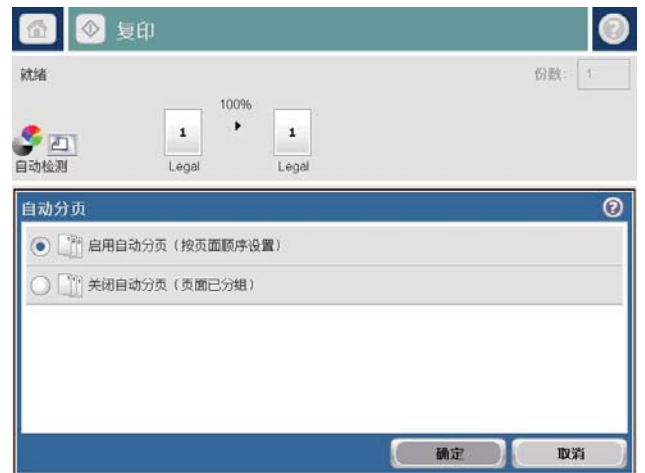 复印
就绪
份数: 1
100%
1 1
自动检测 Legal Legal
自动分页
启用自动分页（按页面顺序设置）
关闭自动分页（页面已分组）
确定 取消